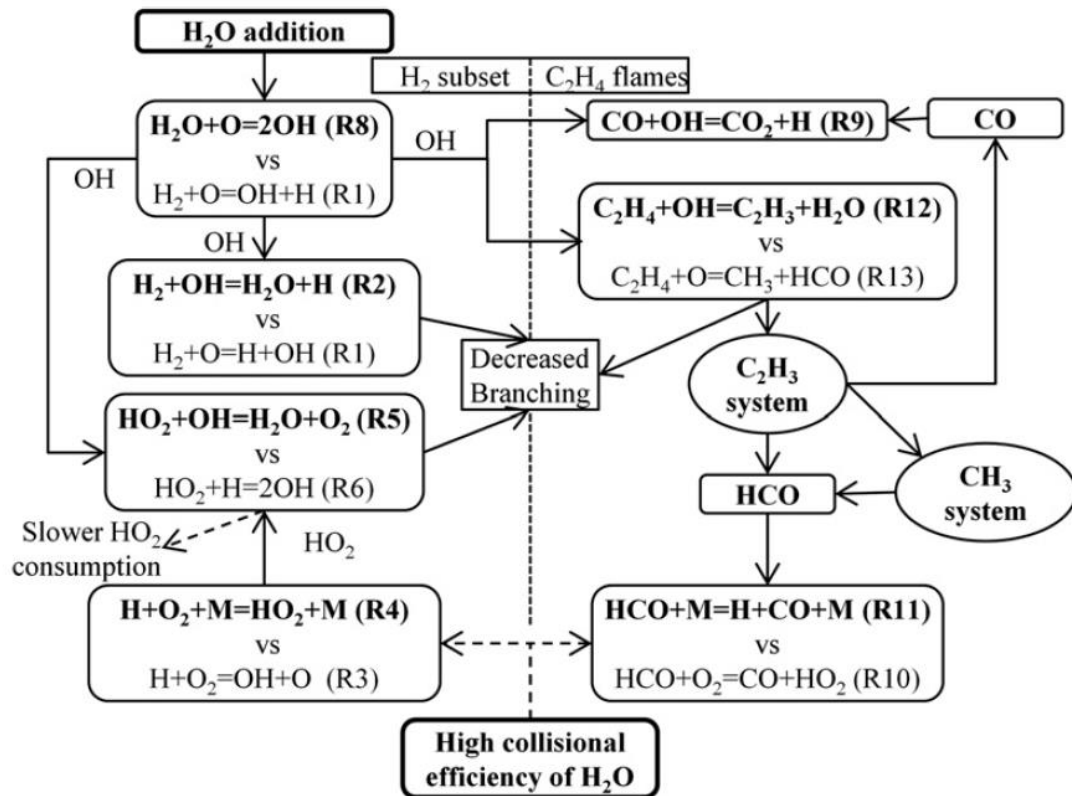 H₂O addition
H₂ subset
C₂H₄ flames
H₂O+O=2OH (R8)
vs
H₂+O=OH+H (R1)
OH
OH
CO+OH=CO₂+H (R9)
CO
OH
C₂H₄+OH=C₂H₃+H₂O (R12)
vs
C₂H₄+O=CH₃+HCO (R13)
H₂+OH=H₂O+H (R2)
vs
H₂+O=H+OH (R1)
Decreased
Branching
C₂H₃
system
HO₂+OH=H₂O+O₂ (R5)
vs
HO₂+H=2OH (R6)
HCO
CH₃
system
Slower HO₂
consumption
HO₂
H+O₂+M=HO₂+M (R4)
vs
H+O₂=OH+O (R3)
HCO+M=H+CO+M (R11)
vs
HCO+O₂=CO+HO₂ (R10)
High collisional
efficiency of H₂O